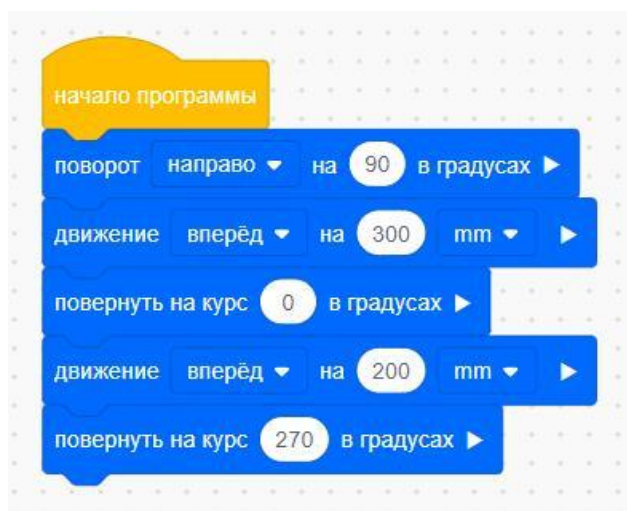 начало программы
поворот направо на 90 в градусах
движение вперёд на 300 mm
повернуть на курс 0 в градусах
движение вперёд на 200 mm
повернуть на курс 270 в градусах